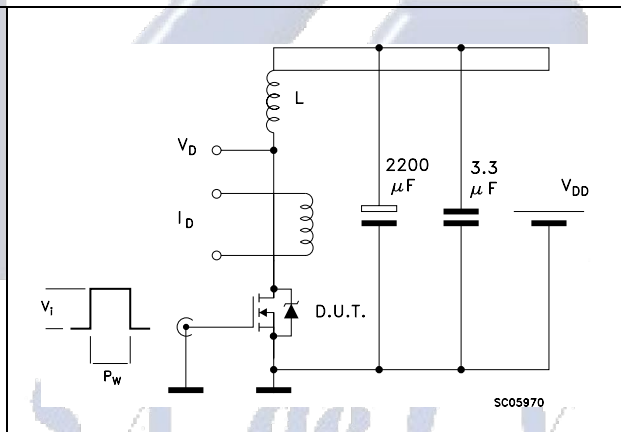 L
V_D
2200
μF
3.3
μF
V_DD
I_D
V_i
D.U.T.
P_W
SC05970